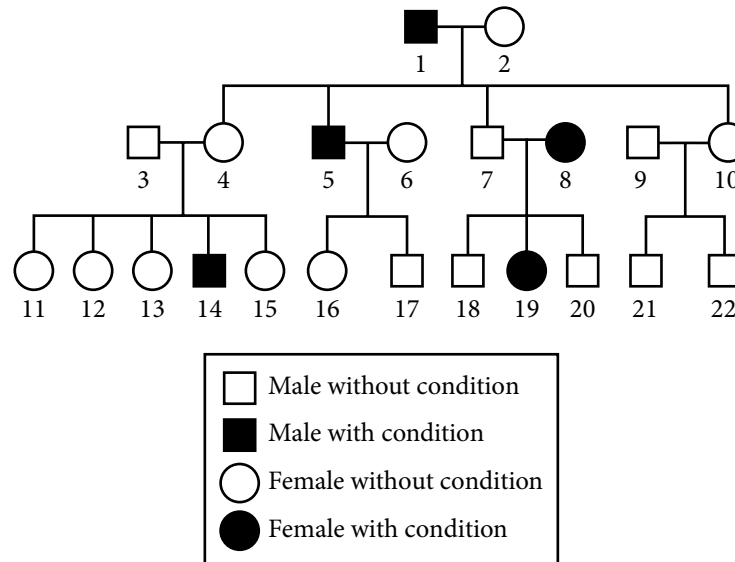 1 2
3 4 5 6 7 8 9 10
11 12 13 14 15 16 17 18 19 20 21 22
Male without condition
Male with condition
Female without condition
Female with condition